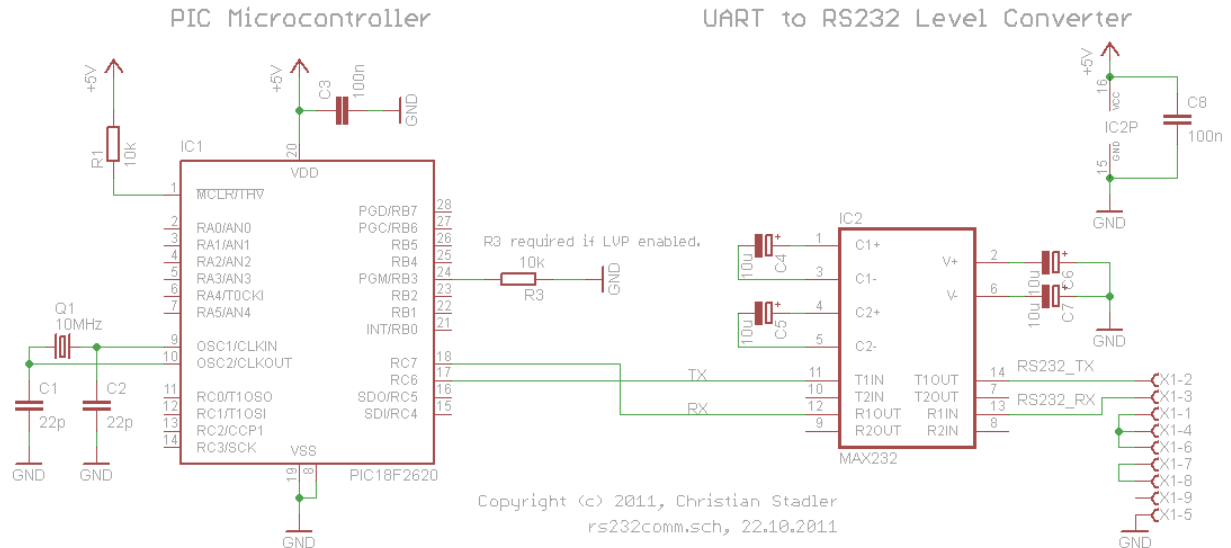 PIC Microcontroller
UART to RS232 Level Converter
+5V
+5V
C3
100n
GND
+5V
16
VCC
IC2P
15
GND
C8
100n
GND
R1
10k
IC1
20
VDD
1 MCLR/THV
2 RA0/AN0
3 RA1/AN1
4 RA2/AN2
5 RA3/AN3
6 RA4/T0CKI
7 RA5/AN4
9 OSC1/CLKIN
10 OSC2/CLKOUT
11 RC0/T1OSO
12 RC1/T1OSI
13 RC2/CCP1
14 RC3/SCK
PGD/RB7 28
PGC/RB6 27
RB5 26
RB4 25
PGM/RB3 24
RB2 23
RB1 22
INT/RB0 21
RC7 18
RC6 17
SDO/RC5 16
SDI/RC4 15
VSS
19
8
PIC18F2620
GND
R3 required if LVP enabled.
10k
R3
GND
Q1
10MHz
C1
22p
GND
C2
22p
GND
TX
RX
IC2
1 C1+
3 C1-
4 C2+
5 C2-
11 T1IN
10 T2IN
12 R1OUT
9 R2OUT
V+ 2
V- 6
T1OUT 14
T2OUT 7
R1IN 13
R2IN 8
MAX232
10u
+
C4
10u
+
C5
10u
+
C6
10u
+
C7
GND
RS232_TX
RS232_RX
X1-2
X1-3
X1-1
X1-4
X1-6
X1-7
X1-8
X1-9
X1-5
GND
Copyright (c) 2011, Christian Stadler
rs232comm.sch, 22.10.2011